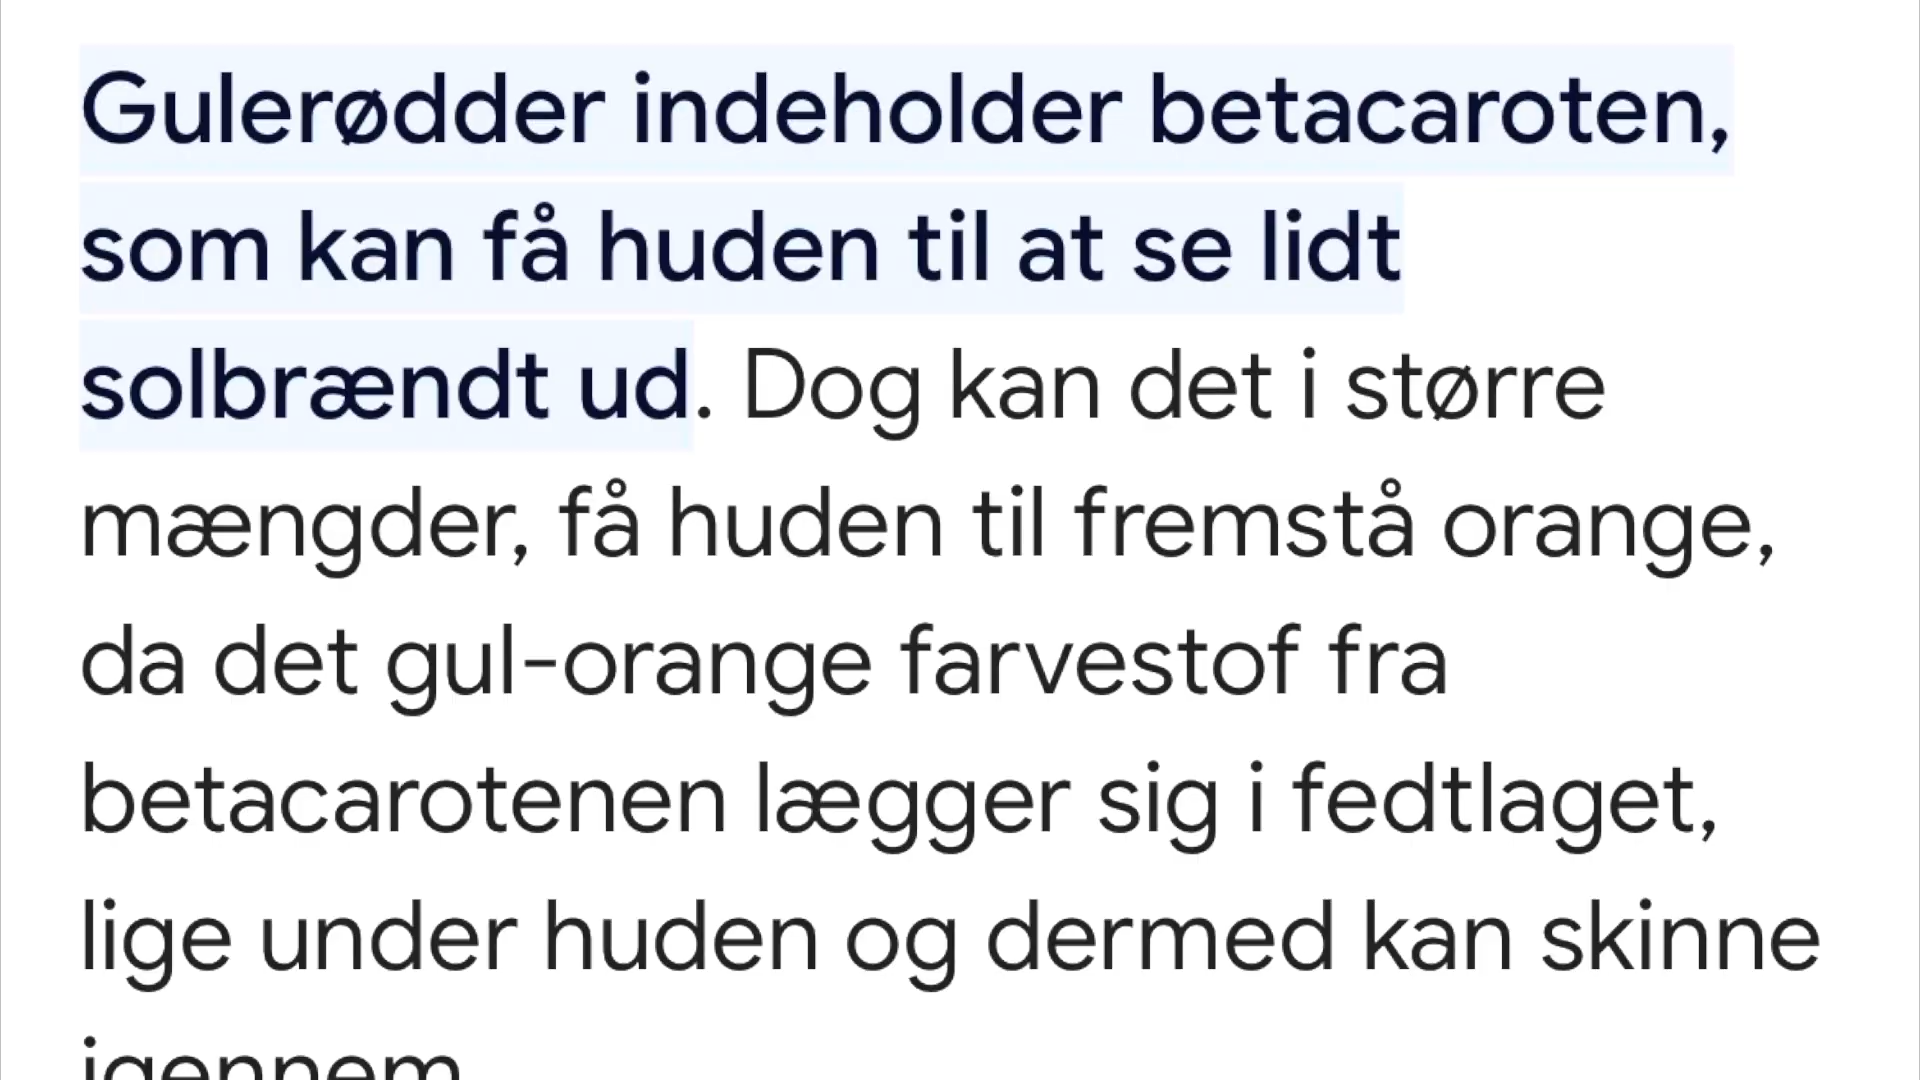 Gulerødder indeholder betacaroten,
som kan få huden til at se lidt
solbrændt ud. Dog kan det i større
mængder, få huden til fremstå orange,
da det gul-orange farvestof fra
betacarotenen lægger sig i fedtlaget,
lige under huden og dermed kan skinne
igennem